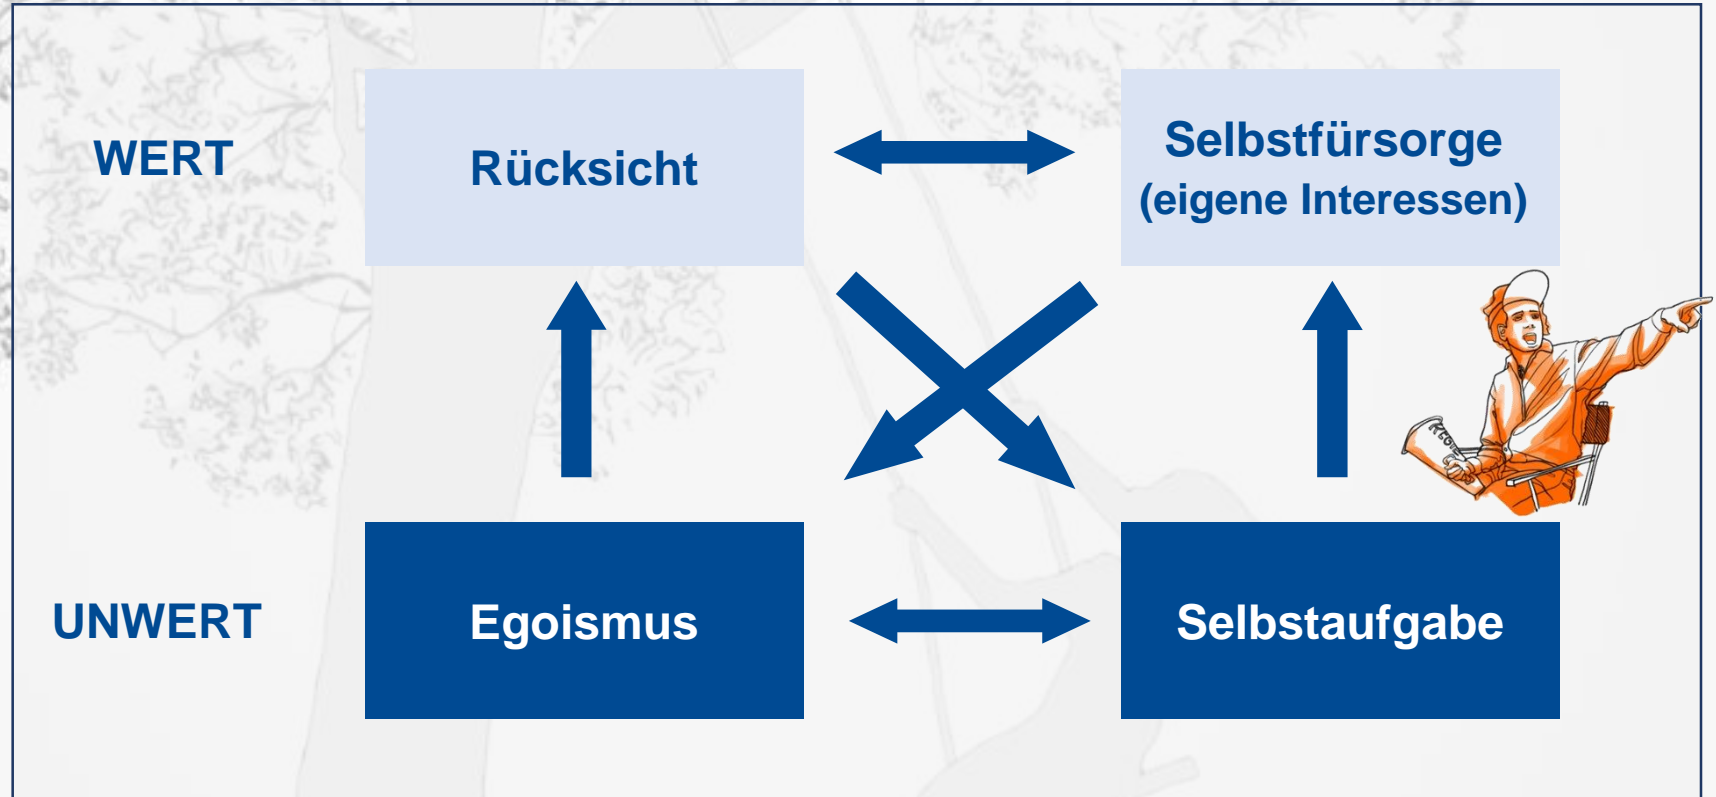 WERT
Rücksicht
Selbstfürsorge
(eigene Interessen)
UNWERT
Egoismus
Selbstaufgabe